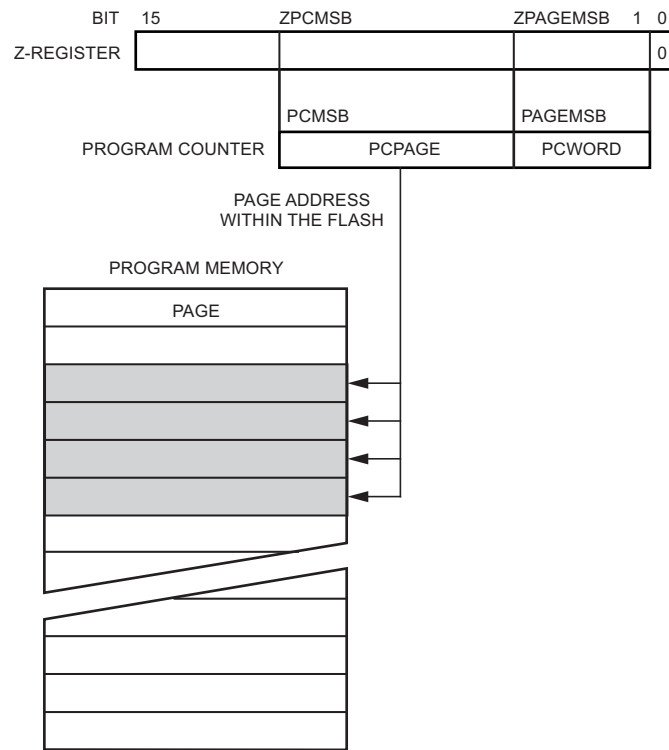 BIT 15 ZPCMSB ZPAGEMSB 1 0
Z-REGISTER 0
PCMSB PAGEMSB
PROGRAM COUNTER PCPAGE PCWORD
PAGE ADDRESS
WITHIN THE FLASH
PROGRAM MEMORY
PAGE